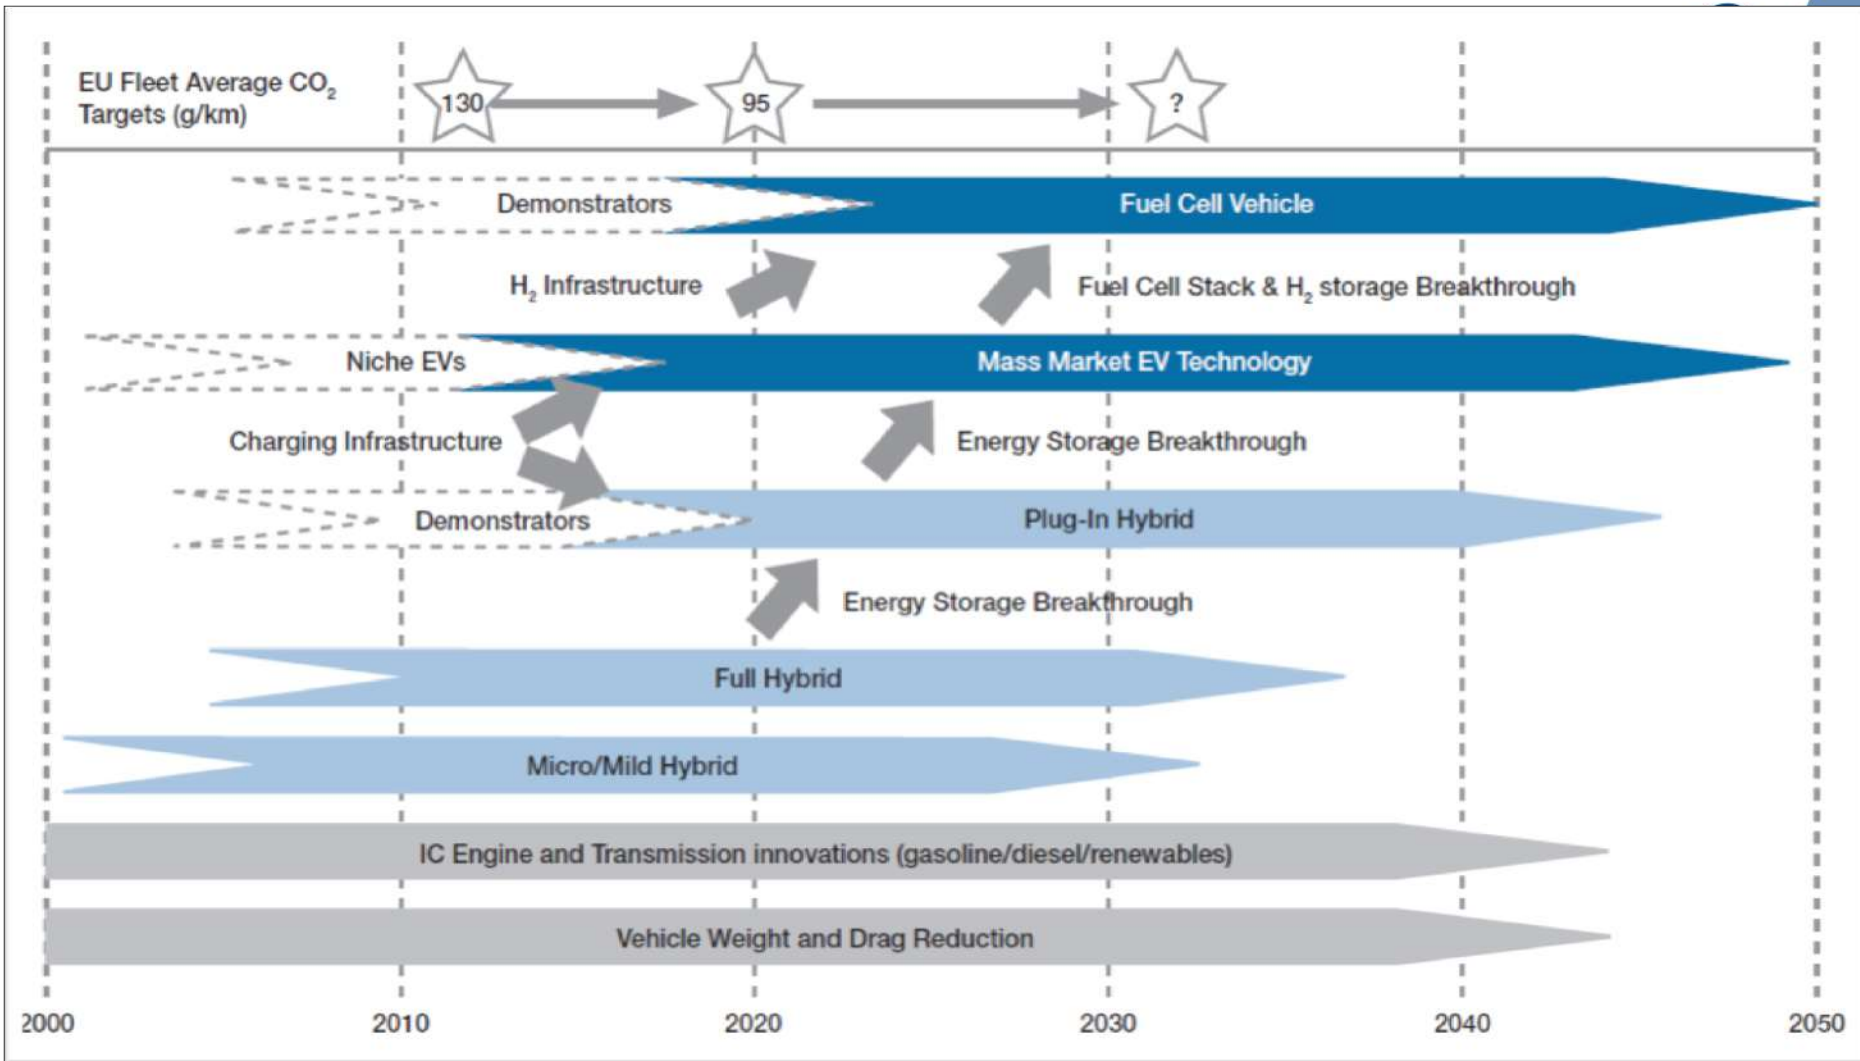 EU Fleet Average CO₂
Targets (g/km)
130
95
?
Demonstrators
Fuel Cell Vehicle
H₂ Infrastructure
Fuel Cell Stack & H₂ storage Breakthrough
Niche EVs
Mass Market EV Technology
Charging Infrastructure
Energy Storage Breakthrough
Demonstrators
Plug-In Hybrid
Energy Storage Breakthrough
Full Hybrid
Micro/Mild Hybrid
IC Engine and Transmission innovations (gasoline/diesel/renewables)
Vehicle Weight and Drag Reduction
2000
2010
2020
2030
2040
2050